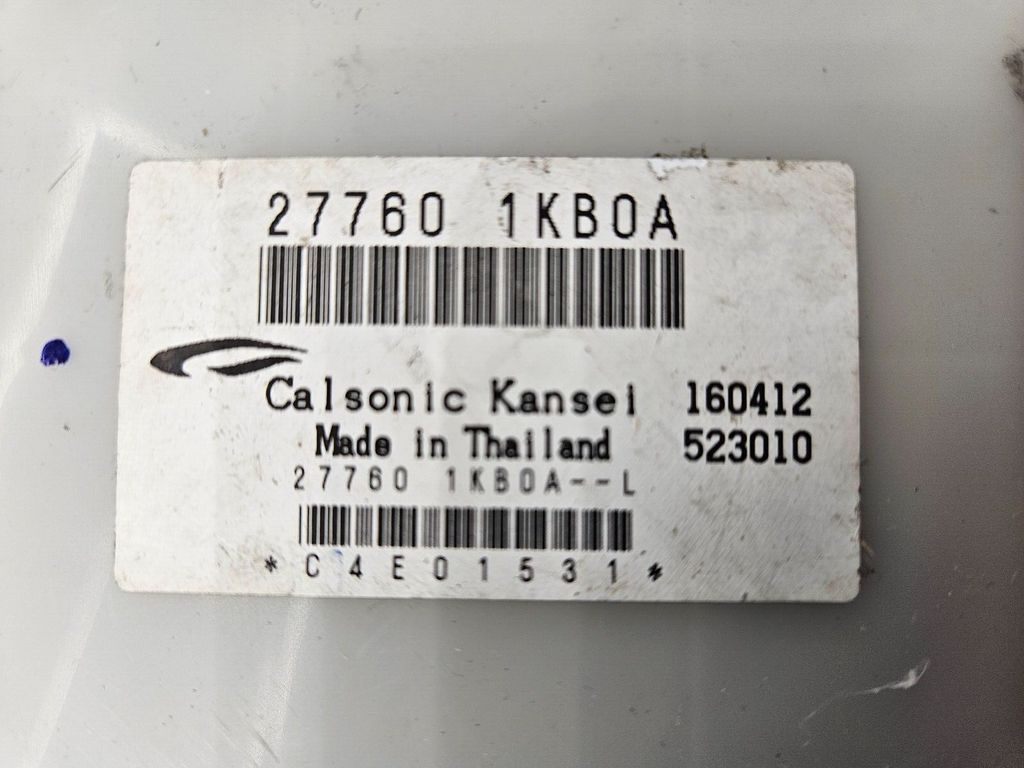 27760 1KB0A
Calsonic Kansei 160412
Made in Thailand 523010
27760 1KB0A--L
*C4E01531*